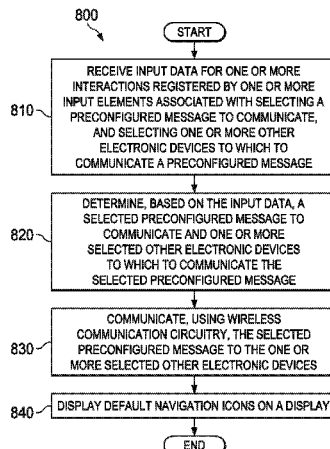 800
START
RECEIVE INPUT DATA FOR ONE OR MORE
INTERACTIONS REGISTERED BY ONE OR MORE
INPUT ELEMENTS ASSOCIATED WITH SELECTING A
PRECONFIGURED MESSAGE TO COMMUNICATE,
AND SELECTING ONE OR MORE OTHER
ELECTRONIC DEVICES TO WHICH TO
COMMUNICATE A PRECONFIGURED MESSAGE
810
DETERMINE, BASED ON THE INPUT DATA, A
SELECTED PRECONFIGURED MESSAGE TO
COMMUNICATE AND ONE OR MORE
SELECTED OTHER ELECTRONIC DEVICES
TO WHICH TO COMMUNICATE THE
SELECTED PRECONFIGURED MESSAGE
820
COMMUNICATE, USING WIRELESS
COMMUNICATION CIRCUITRY, THE SELECTED
PRECONFIGURED MESSAGE TO THE ONE OR
MORE SELECTED OTHER ELECTRONIC DEVICES
830
840
DISPLAY DEFAULT NAVIGATION ICONS ON A DISPLAY
END